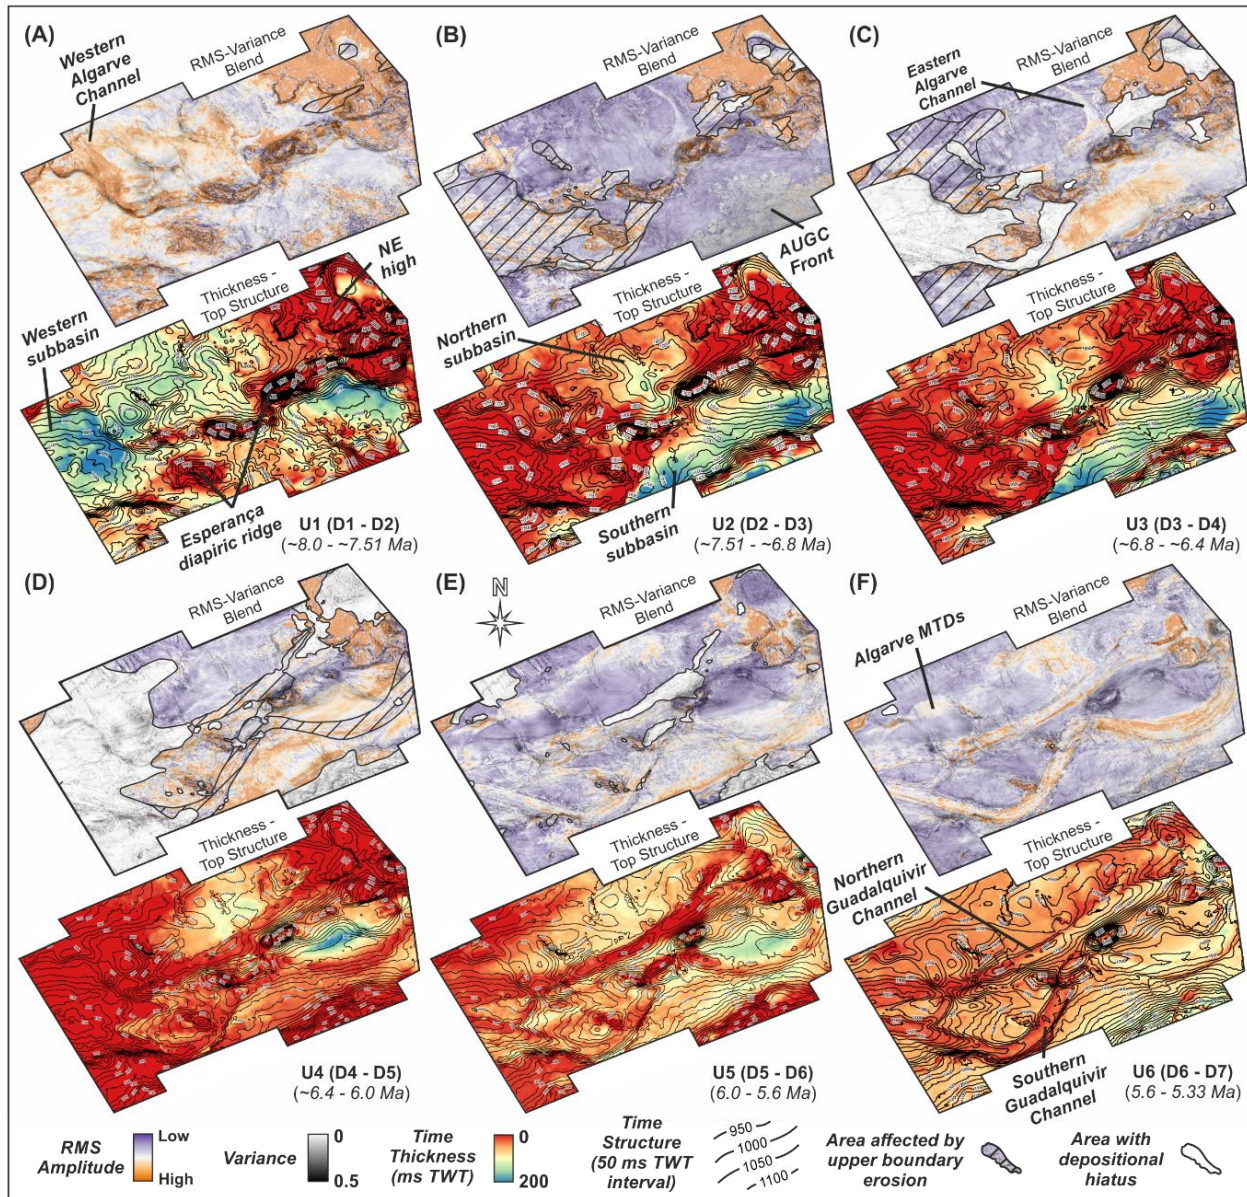 (A)
Western
Algarve
Channel
RMS-Variance
Blend
(B)
RMS-Variance
Blend
(C)
Eastern
Algarve
Channel
RMS-Variance
Blend
AUGC
Front
Thickness -
Top Structure
NE
high
Western
subbasin
Esperança
diapiric ridge
U1 (D1 - D2)
(~8.0 - ~7.51 Ma)
Thickness -
Top Structure
Northern
subbasin
Southern
subbasin
U2 (D2 - D3)
(~7.51 - ~6.8 Ma)
Thickness -
Top Structure
U3 (D3 - D4)
(~6.8 - ~6.4 Ma)
(D)
RMS-Variance
Blend
(E)
N
RMS-Variance
Blend
(F)
RMS-Variance
Blend
Algarve MTDs
Thickness -
Top Structure
U4 (D4 - D5)
(~6.4 - 6.0 Ma)
Thickness -
Top Structure
U5 (D5 - D6)
(6.0 - 5.6 Ma)
Thickness -
Top Structure
Northern
Guadalquivir
Channel
Southern
Guadalquivir
Channel
U6 (D6 - D7)
(5.6 - 5.33 Ma)
RMS
Amplitude
Low
High
Variance
0
0.5
Time
Thickness
(ms TWT)
0
200
Time
Structure
(50 ms TWT
interval)
950
1000
1050
1100
Area affected by
upper boundary
erosion
Area with
depositional
hiatus